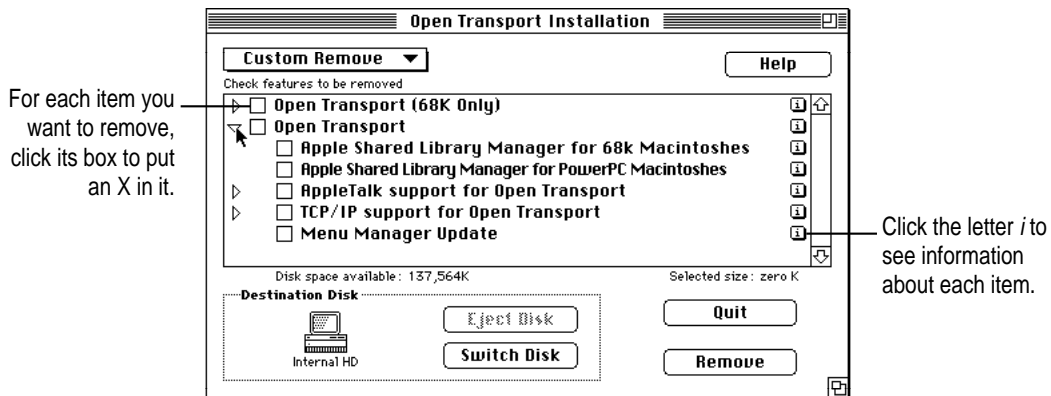 Open Transport Installation
Custom Remove
Help
Check features to be removed
For each item you
want to remove,
click its box to put
an X in it.
Open Transport (68K Only)
Open Transport
Apple Shared Library Manager for 68k Macintoshes
Apple Shared Library Manager for PowerPC Macintoshes
AppleTalk support for Open Transport
TCP/IP support for Open Transport
Menu Manager Update
Click the letter i to
see information
about each item.
Disk space available: 137,564K
Selected size: zero K
Destination Disk
Internal HD
Eject Disk
Switch Disk
Quit
Remove